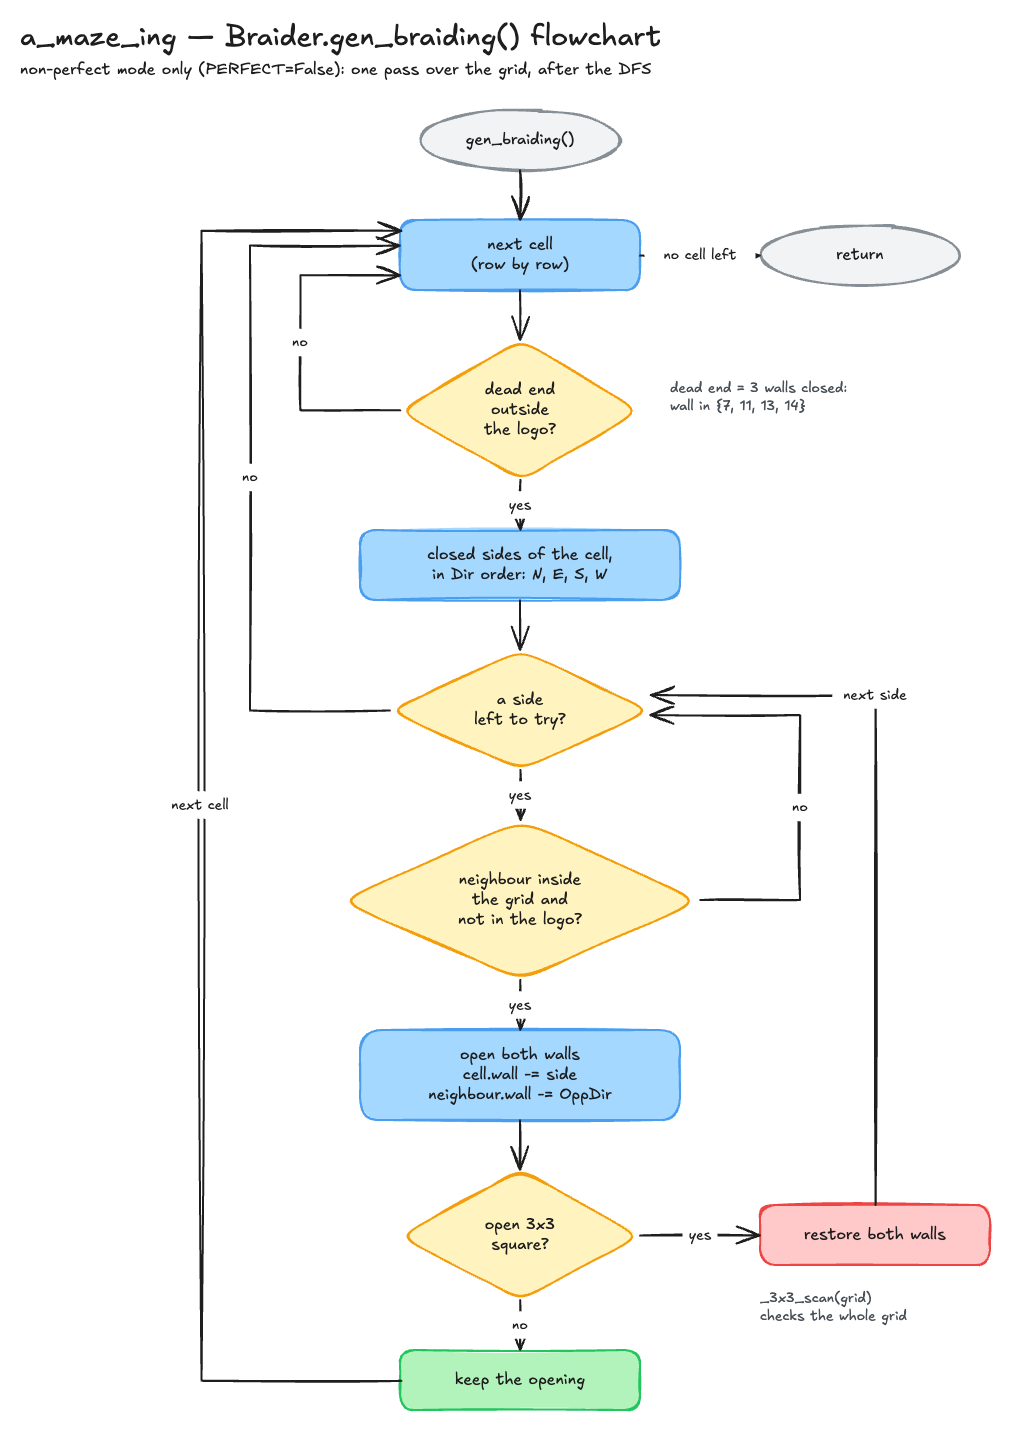 a_maze_ing — Braider.gen_braiding() flowchart
non-perfect mode only (PERFECT=False): one pass over the grid, after the DFS
gen_braiding()
next cell
(row by row)
no cell left
return
no
dead end
outside
the logo?
dead end = 3 walls closed:
wall in {7, 11, 13, 14}
no
yes
closed sides of the cell,
in Dir order: N, E, S, W
a side
left to try?
next side
yes
next cell
no
neighbour inside
the grid and
not in the logo?
yes
open both walls
cell.wall -= side
neighbour.wall -= OppDir
open 3x3
square?
yes
restore both walls
_3x3_scan(grid)
checks the whole grid
no
keep the opening